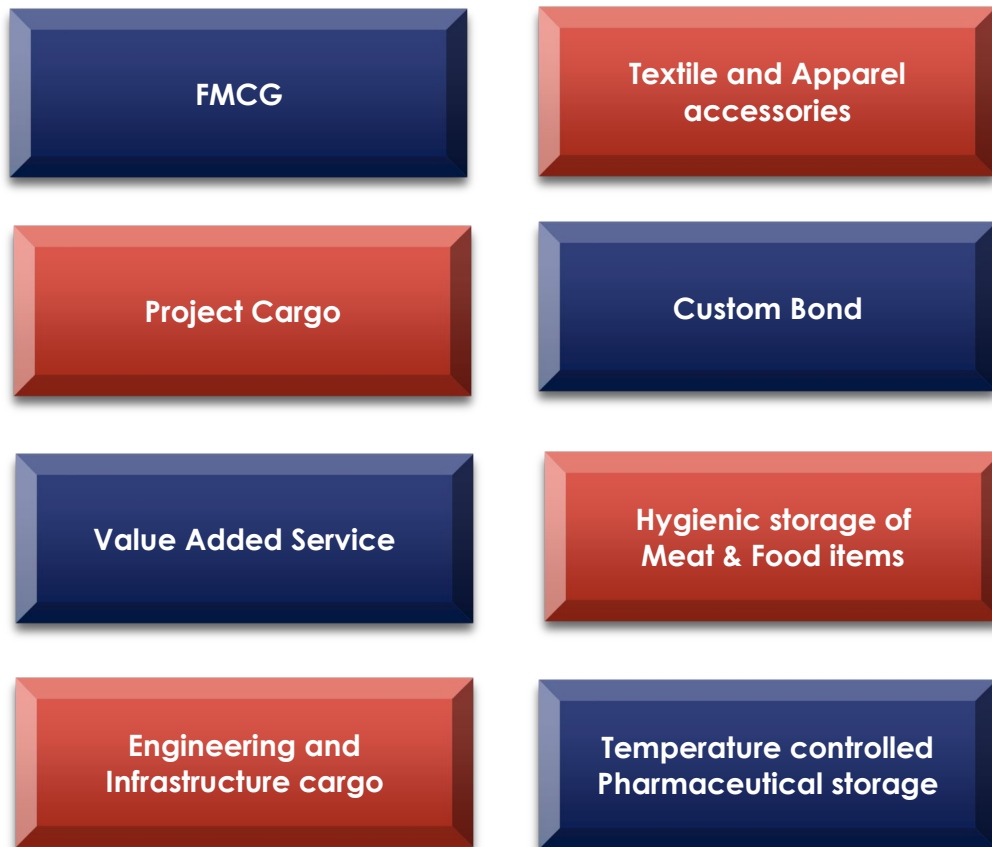 FMCG
Textile and Apparel
accessories
Project Cargo
Custom Bond
Value Added Service
Hygienic storage of
Meat & Food items
Engineering and
Infrastructure cargo
Temperature controlled
Pharmaceutical storage